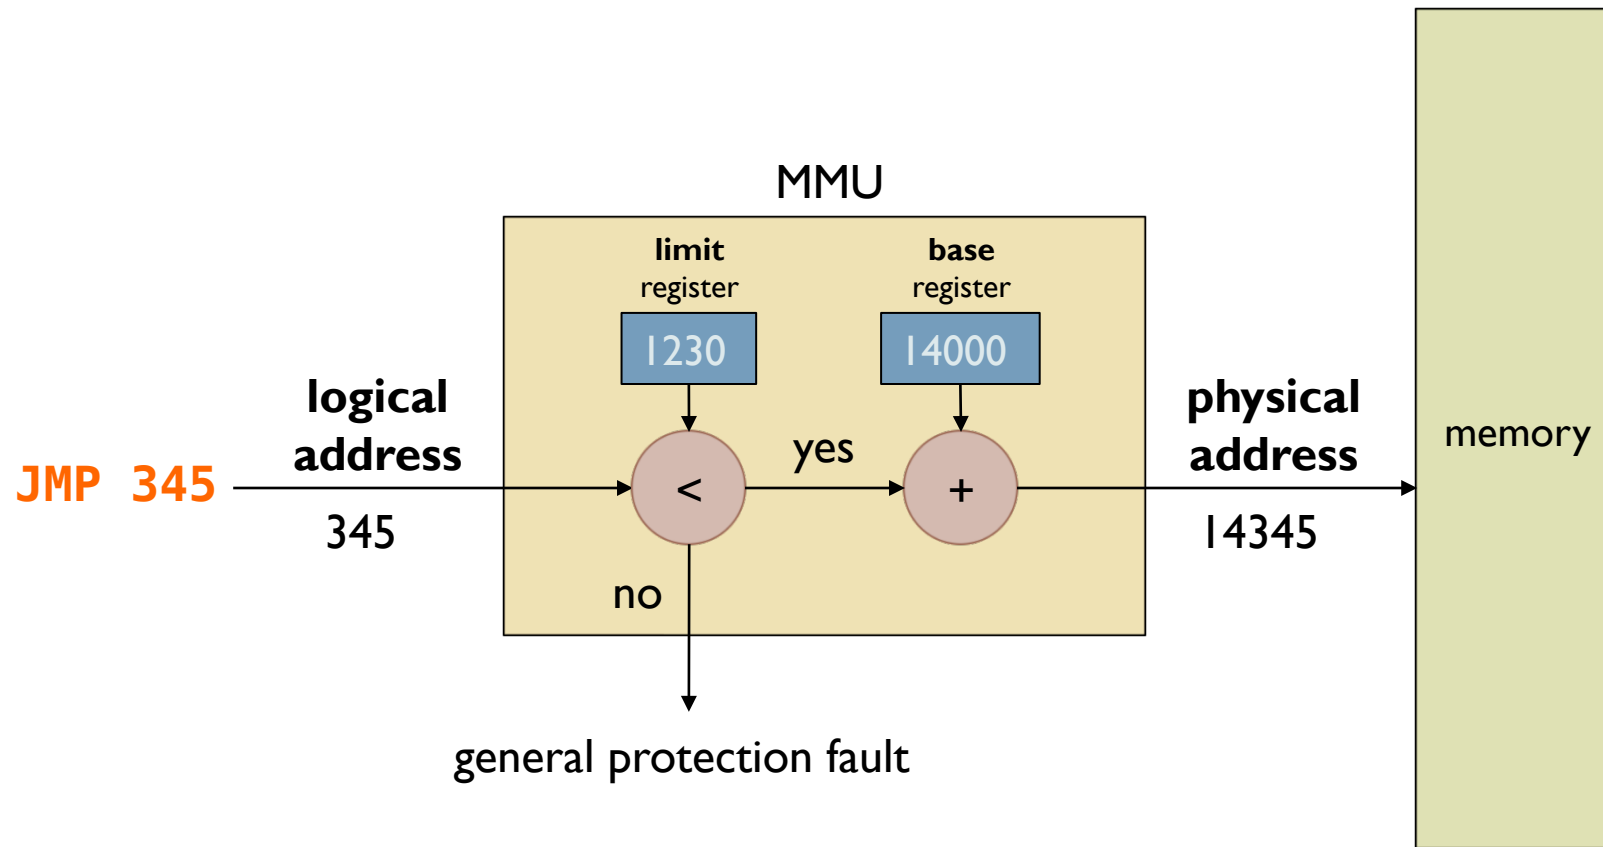 MMU
limit
register
base
register
1230
14000
logical
address
physical
address
memory
JMP 345
<
yes
+
345
14345
no
general protection fault